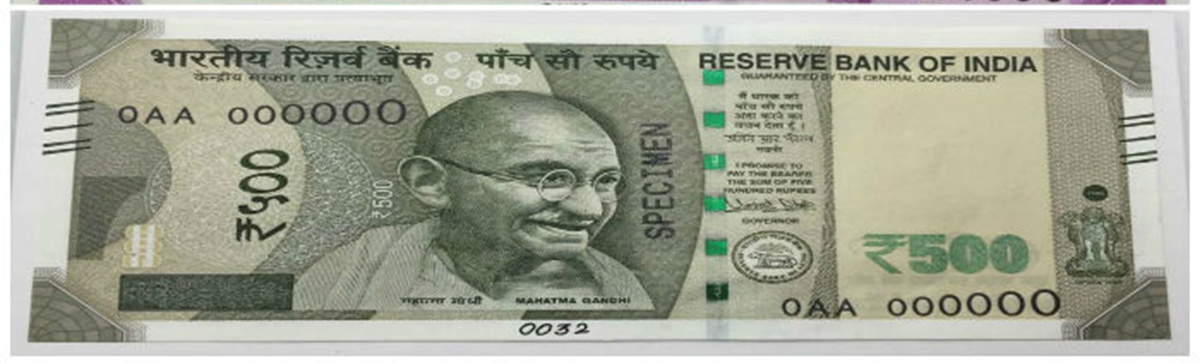 भारतीय रिज़र्व बैंक पाँच सौ रुपये RESERVE BANK OF INDIA
केन्द्रीय सरकार द्वारा प्रत्याभूत GUARANTEED BY THE CENTRAL GOVERNMENT
0AA 000000
मैं धारक को
पाँच सौ रुपये
अदा करने का
वचन देता हूँ ।
गवर्नर
I PROMISE TO
PAY THE BEARER
THE SUM OF FIVE
HUNDRED RUPEES
GOVERNOR
₹५००
₹500
SPECIMEN
₹500
महात्मा गांधी MAHATMA GANDHI
0AA 000000
0032